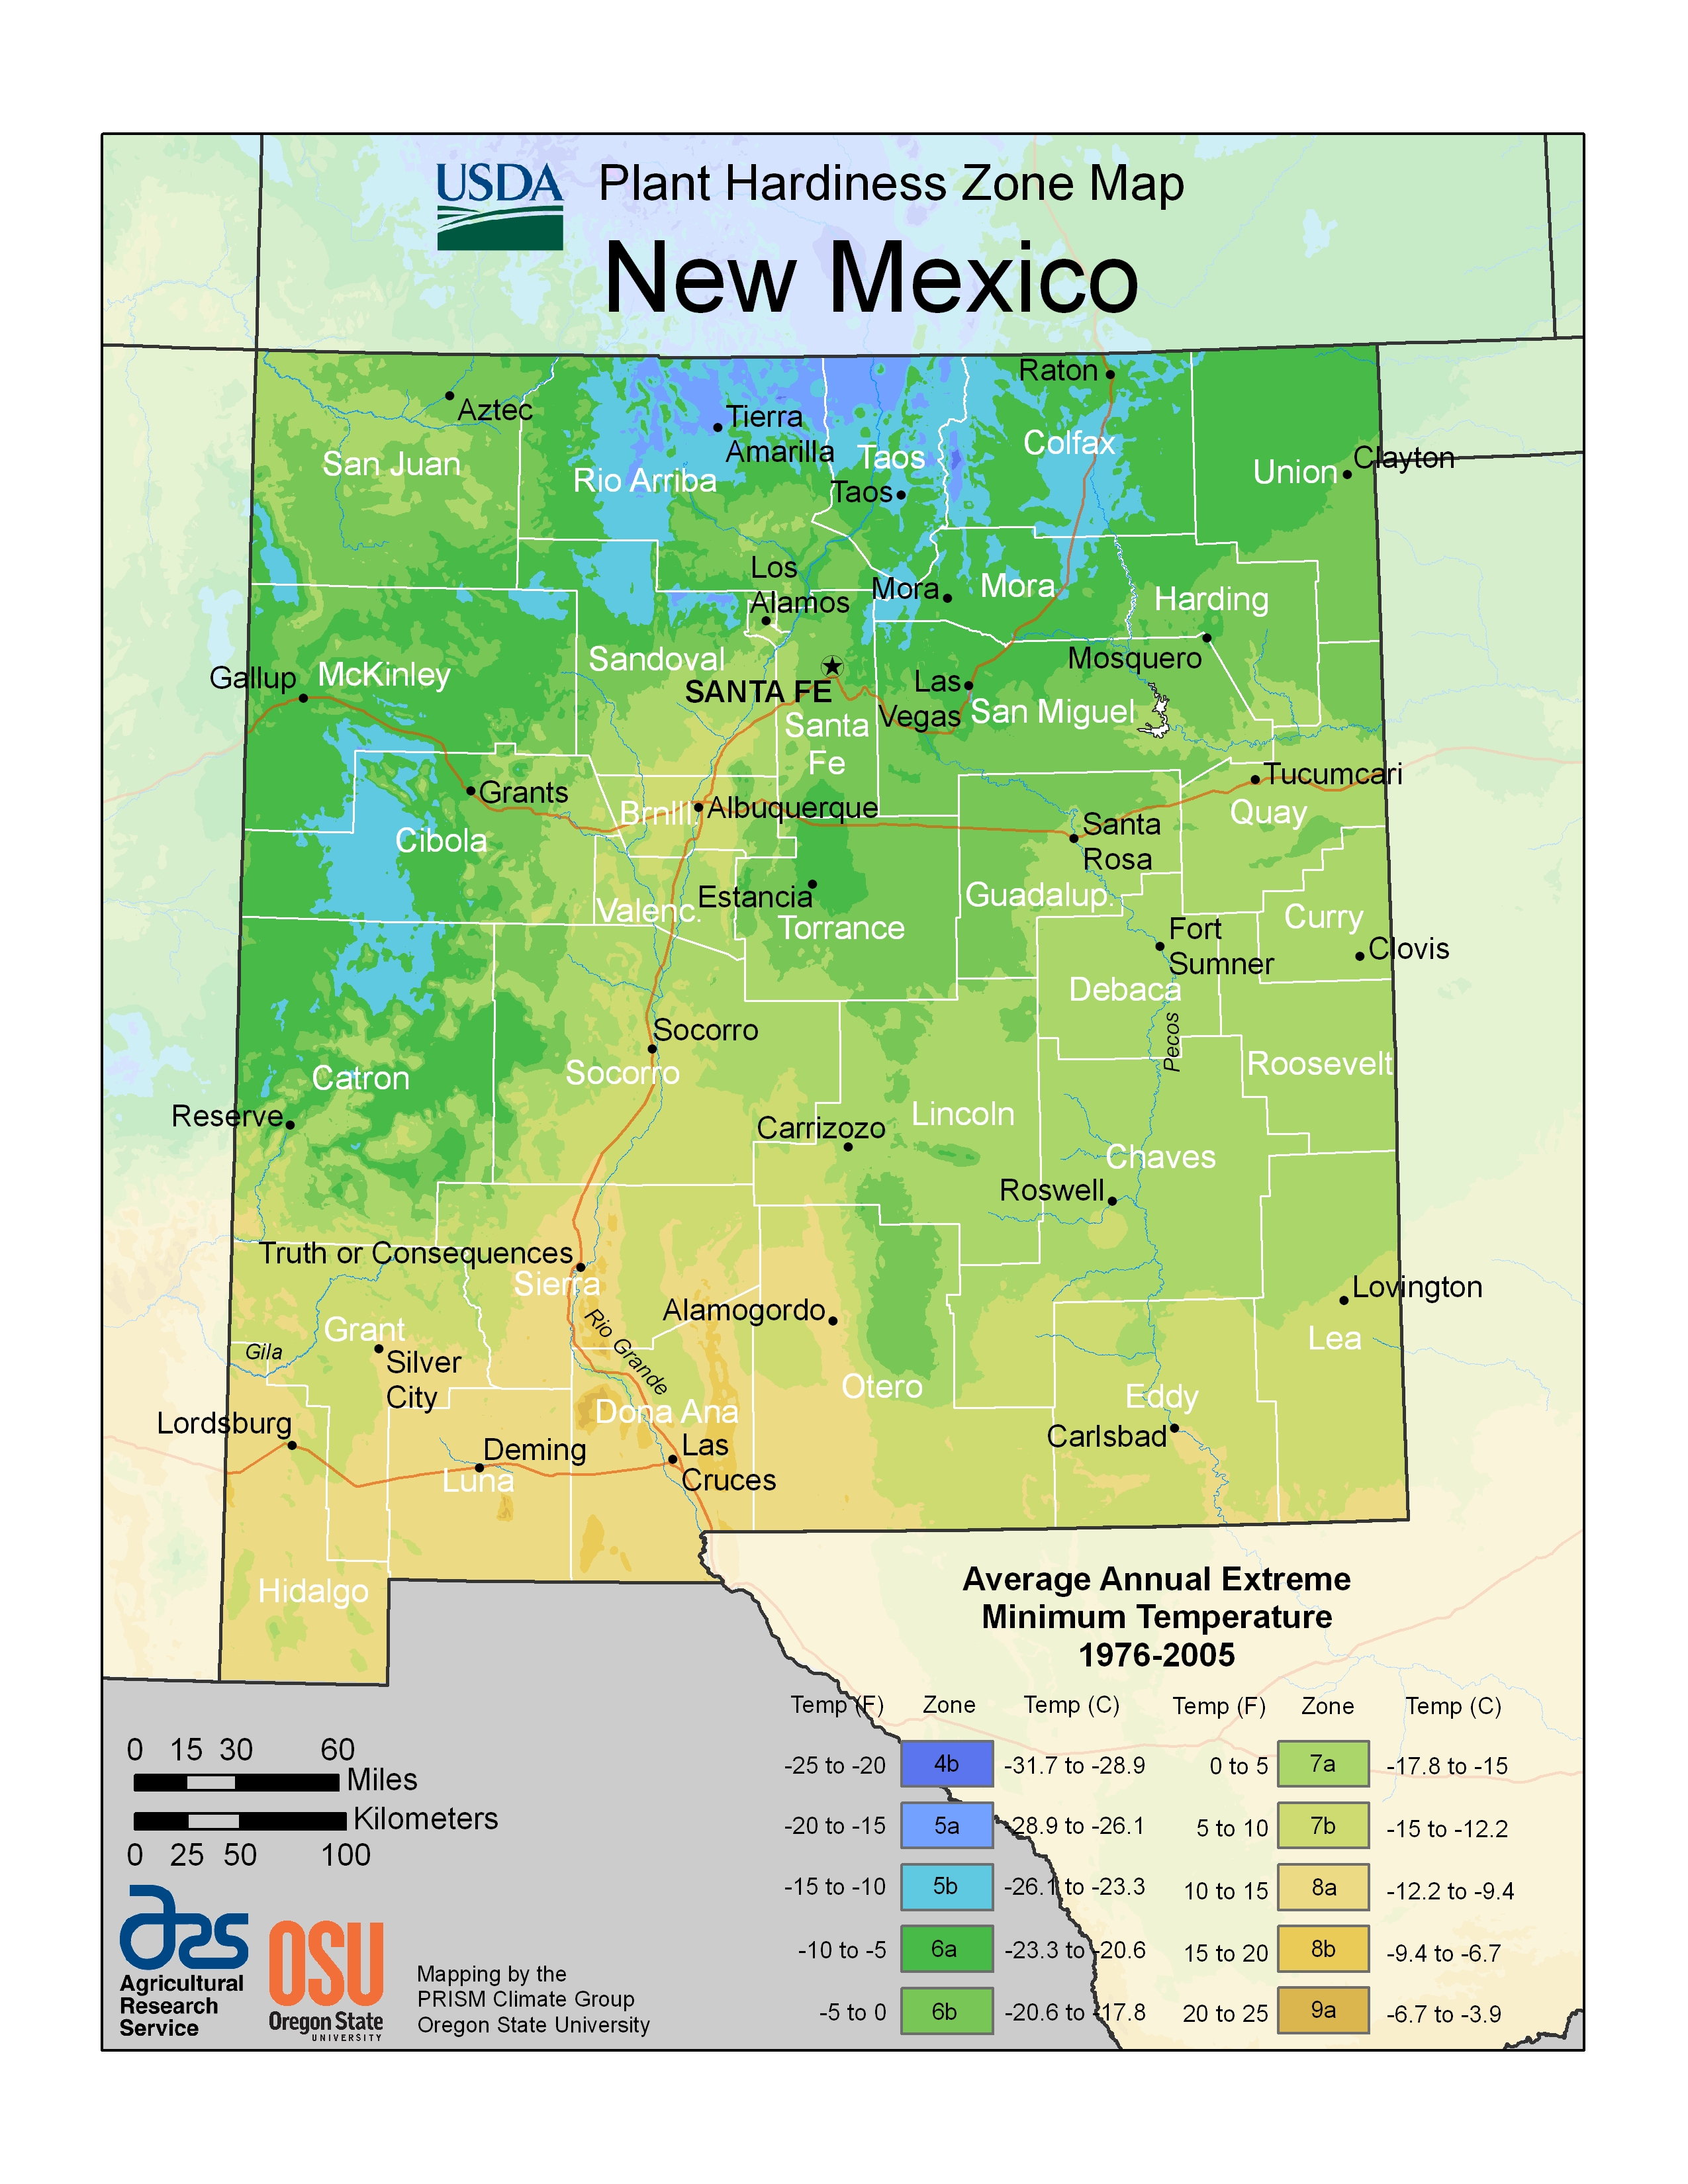 USDA
Plant Hardiness Zone Map
New Mexico
Raton
Aztec
Tierra
Amarilla
Colfax
Taos
Clayton
San Juan
Rio Arriba
Union
Taos
Los
Alamos
Mora
Mora
Harding
Mosquero
Sandoval
Gallup
McKinley
SANTA FE
Las
Vegas
San Miguel
Santa
Fe
Tucumcari
Grants
Brnlll.
Albuquerque
Quay
Cibola
Santa
Rosa
Estancia
Guadalup.
Valenc.
Torrance
Curry
Fort
Sumner
Clovis
Debaca
Pecos
Socorro
Roosevelt
Socorro
Catron
Reserve
Carrizozo
Lincoln
Chaves
Roswell
Truth or Consequences
Sierra
Lovington
Alamogordo
Rio Grande
Grant
Gila
Silver
City
Lea
Otero
Eddy
Dona Ana
Lordsburg
Carlsbad
Deming
Las
Cruces
Luna
Hidalgo
Average Annual Extreme
Minimum Temperature
1976-2005
Temp (F) Zone Temp (C) Temp (F) Zone Temp (C)
-25 to -20 4b -31.7 to -28.9 0 to 5 7a -17.8 to -15
-20 to -15 5a -28.9 to -26.1 5 to 10 7b -15 to -12.2
-15 to -10 5b -26.1 to -23.3 10 to 15 8a -12.2 to -9.4
-10 to -5 6a -23.3 to -20.6 15 to 20 8b -9.4 to -6.7
-5 to 0 6b -20.6 to -17.8 20 to 25 9a -6.7 to -3.9
0 15 30 60
Miles
Kilometers
0 25 50 100
ars
Agricultural
Research
Service
OSU
Oregon State
UNIVERSITY
Mapping by the
PRISM Climate Group
Oregon State University